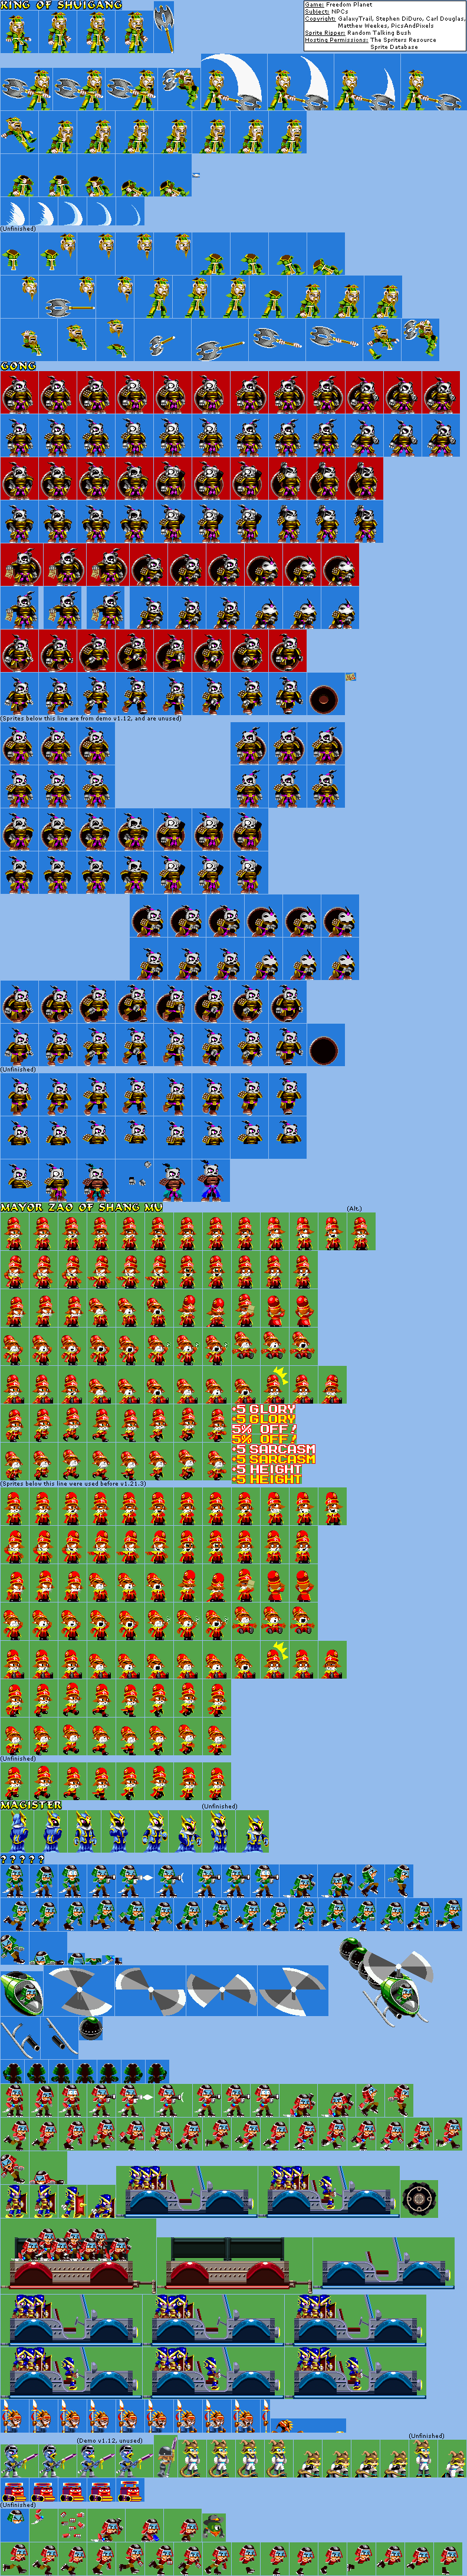 KING OF SHUIGANG
Game: Freedom Planet
Subject: NPCs
Copyright: GalaxyTrail, Stephen DiDuro, Carl Douglas,
Matthew Weekes, PicsAndPixels
Sprite Ripper: Random Talking Bush
Hosting Permissions: The Spriters Resource
Sprite Database
(Unfinished)
GONG
(Sprites below this line are from demo v1.12, and are unused)
(Unfinished)
MAYOR ZAO OF SHANG MU
(Alt.)
+5 GLORY
+5 GLORY
5% OFF!
5% OFF!
+5 SARCASM
+5 SARCASM
+5 HEIGHT
+5 HEIGHT
(Sprites below this line were used before v1.21.3)
(Unfinished)
MAGISTER
(Unfinished)
? ? ? ? ?
(Demo v1.12, unused)
(Unfinished)
(Unfinished)